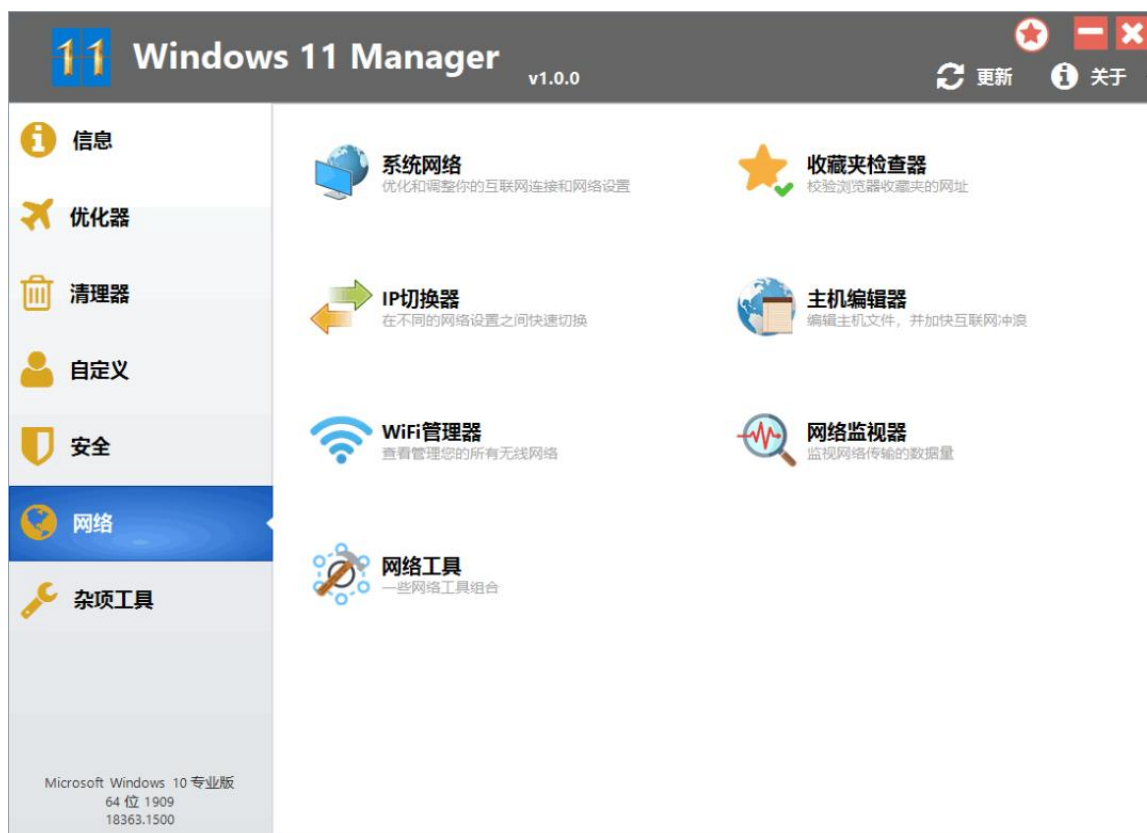 11 Windows 11 Manager v1.0.0
更新 关于
信息
优化器
清理器
自定义
安全
网络
杂项工具
Microsoft Windows 10 专业版
64 位 1909
18363.1500
系统网络
优化和调整你的互联网连接和网络设置
收藏夹检查器
校验浏览器收藏夹的网址
IP切换器
在不同的网络设置之间快速切换
主机编辑器
编辑主机文件，并加快互联网冲浪
WiFi管理器
查看管理您的所有无线网络
网络监视器
监视网络传输的数据量
网络工具
一些网络工具组合